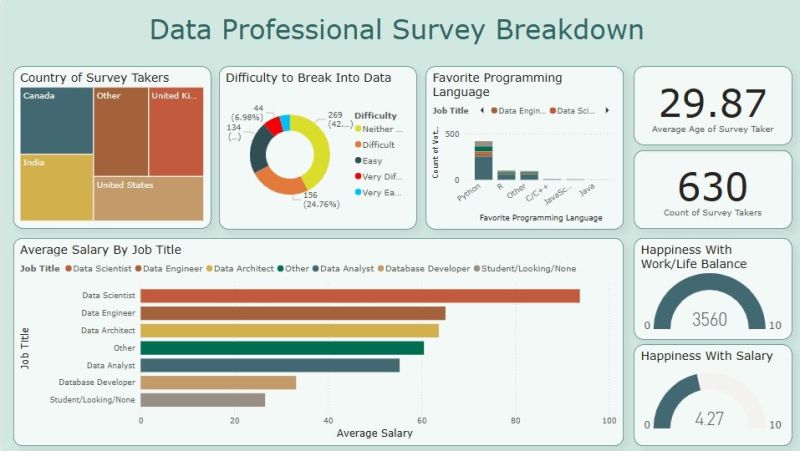 Data Professional Survey Breakdown
Country of Survey Takers
Canada
Other
United Ki...
India
United States
Difficulty to Break Into Data
44
(6.98%)
134
(...)
269
(42....)
156
(24.76%)
Difficulty
Neither ...
Difficult
Easy
Very Dif...
Very Ea...
Favorite Programming
Language
Job Title
Data Engin...
Data Sci...
Count of Vot...
500
0
Python
R
Other
C/C++
JavaSc...
Java
Favorite Programming Language
29.87
Average Age of Survey Taker
630
Count of Survey Takers
Average Salary By Job Title
Job Title Data Scientist Data Engineer Data Architect Other Data Analyst Database Developer Student/Looking/None
Job Title
Data Scientist
Data Engineer
Data Architect
Other
Data Analyst
Database Developer
Student/Looking/None
0 20 40 60 80 100
Average Salary
Happiness With
Work/Life Balance
3560
0 10
Happiness With Salary
4.27
0 10